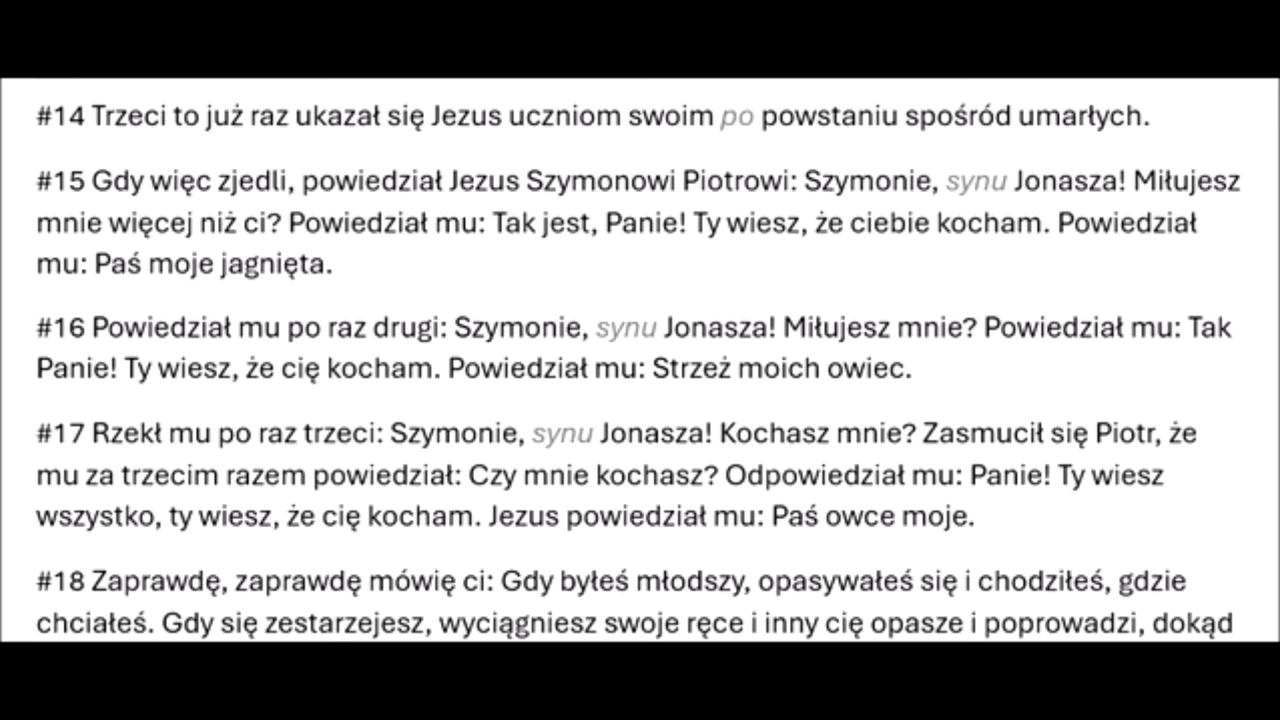 #14 Trzeci to już raz ukazał się Jezus uczniom swoim po powstaniu spośród umarłych.
#15 Gdy więc zjedli, powiedział Jezus Szymonowi Piotrowi: Szymonie, synu Jonasza! Miłujesz
mnie więcej niż ci? Powiedział mu: Tak jest, Panie! Ty wiesz, że ciebie kocham. Powiedział
mu: Paś moje jagnięta.
#16 Powiedział mu po raz drugi: Szymonie, synu Jonasza! Miłujesz mnie? Powiedział mu: Tak
Panie! Ty wiesz, że cię kocham. Powiedział mu: Strzeż moich owiec.
#17 Rzekł mu po raz trzeci: Szymonie, synu Jonasza! Kochasz mnie? Zasmucił się Piotr, że
mu za trzecim razem powiedział: Czy mnie kochasz? Odpowiedział mu: Panie! Ty wiesz
wszystko, ty wiesz, że cię kocham. Jezus powiedział mu: Paś owce moje.
#18 Zaprawdę, zaprawdę mówię ci: Gdy byłeś młodszy, opasywałeś się i chodziłeś, gdzie
chciałeś. Gdy się zestarzejesz, wyciągniesz swoje ręce i inny cię opasze i poprowadzi, dokąd